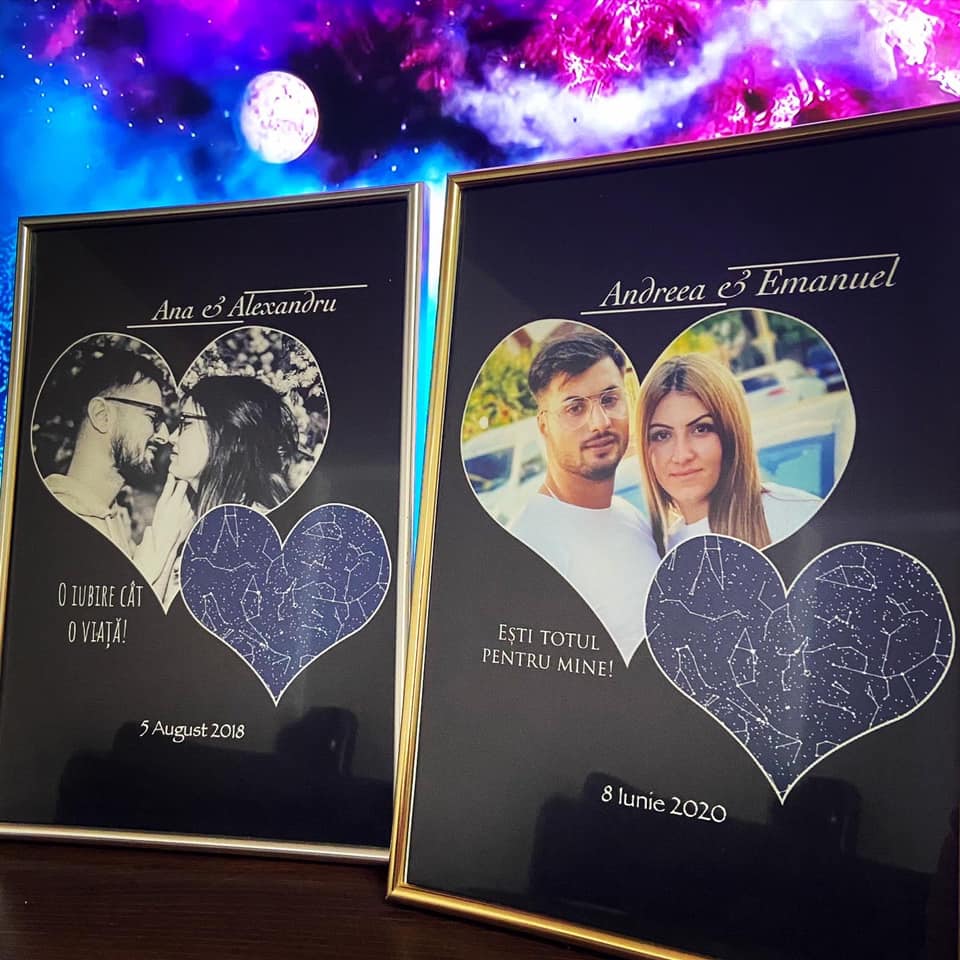 Ana & Alexandru
O IUBIRE CÂT
O VIAȚĂ!
5 August 2018
Andreea & Emanuel
EȘTI TOTUL
PENTRU MINE!
8 Iunie 2020